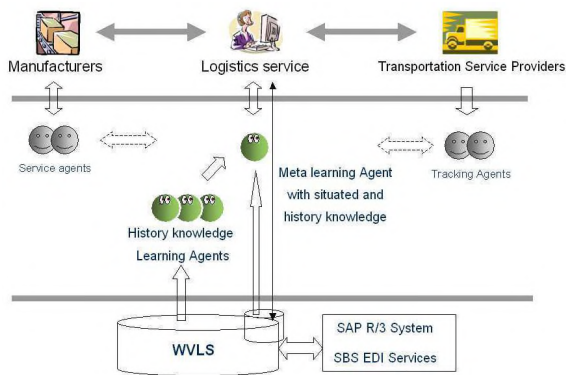 Manufacturers
Logistics service
Transportation Service Providers
Service agents
Meta learning Agent
with situated and
history knowledge
Tracking Agents
History knowledge
Learning Agents
WVLS
SAP R/3 System
SBS EDI Services